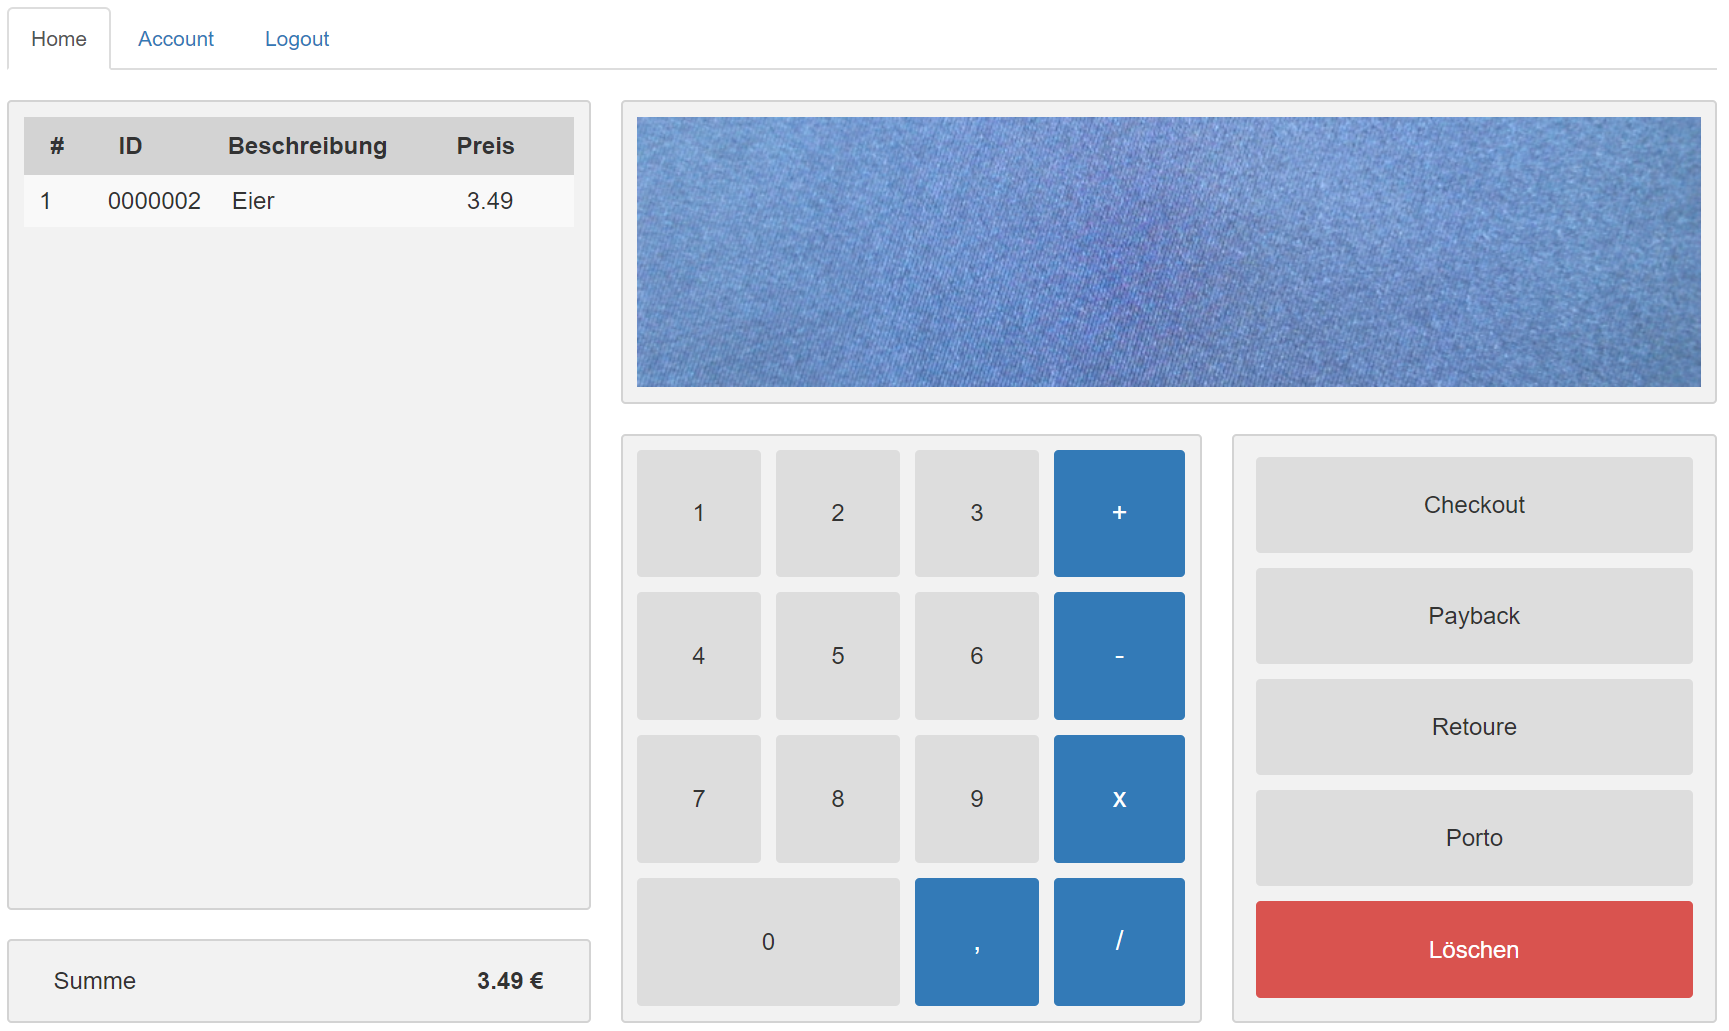 Home Account Logout
# ID Beschreibung Preis
1 0000002 Eier 3.49
Summe 3.49 €
1 2 3 +
4 5 6 -
7 8 9 x
0 , /
Checkout
Payback
Retoure
Porto
Löschen